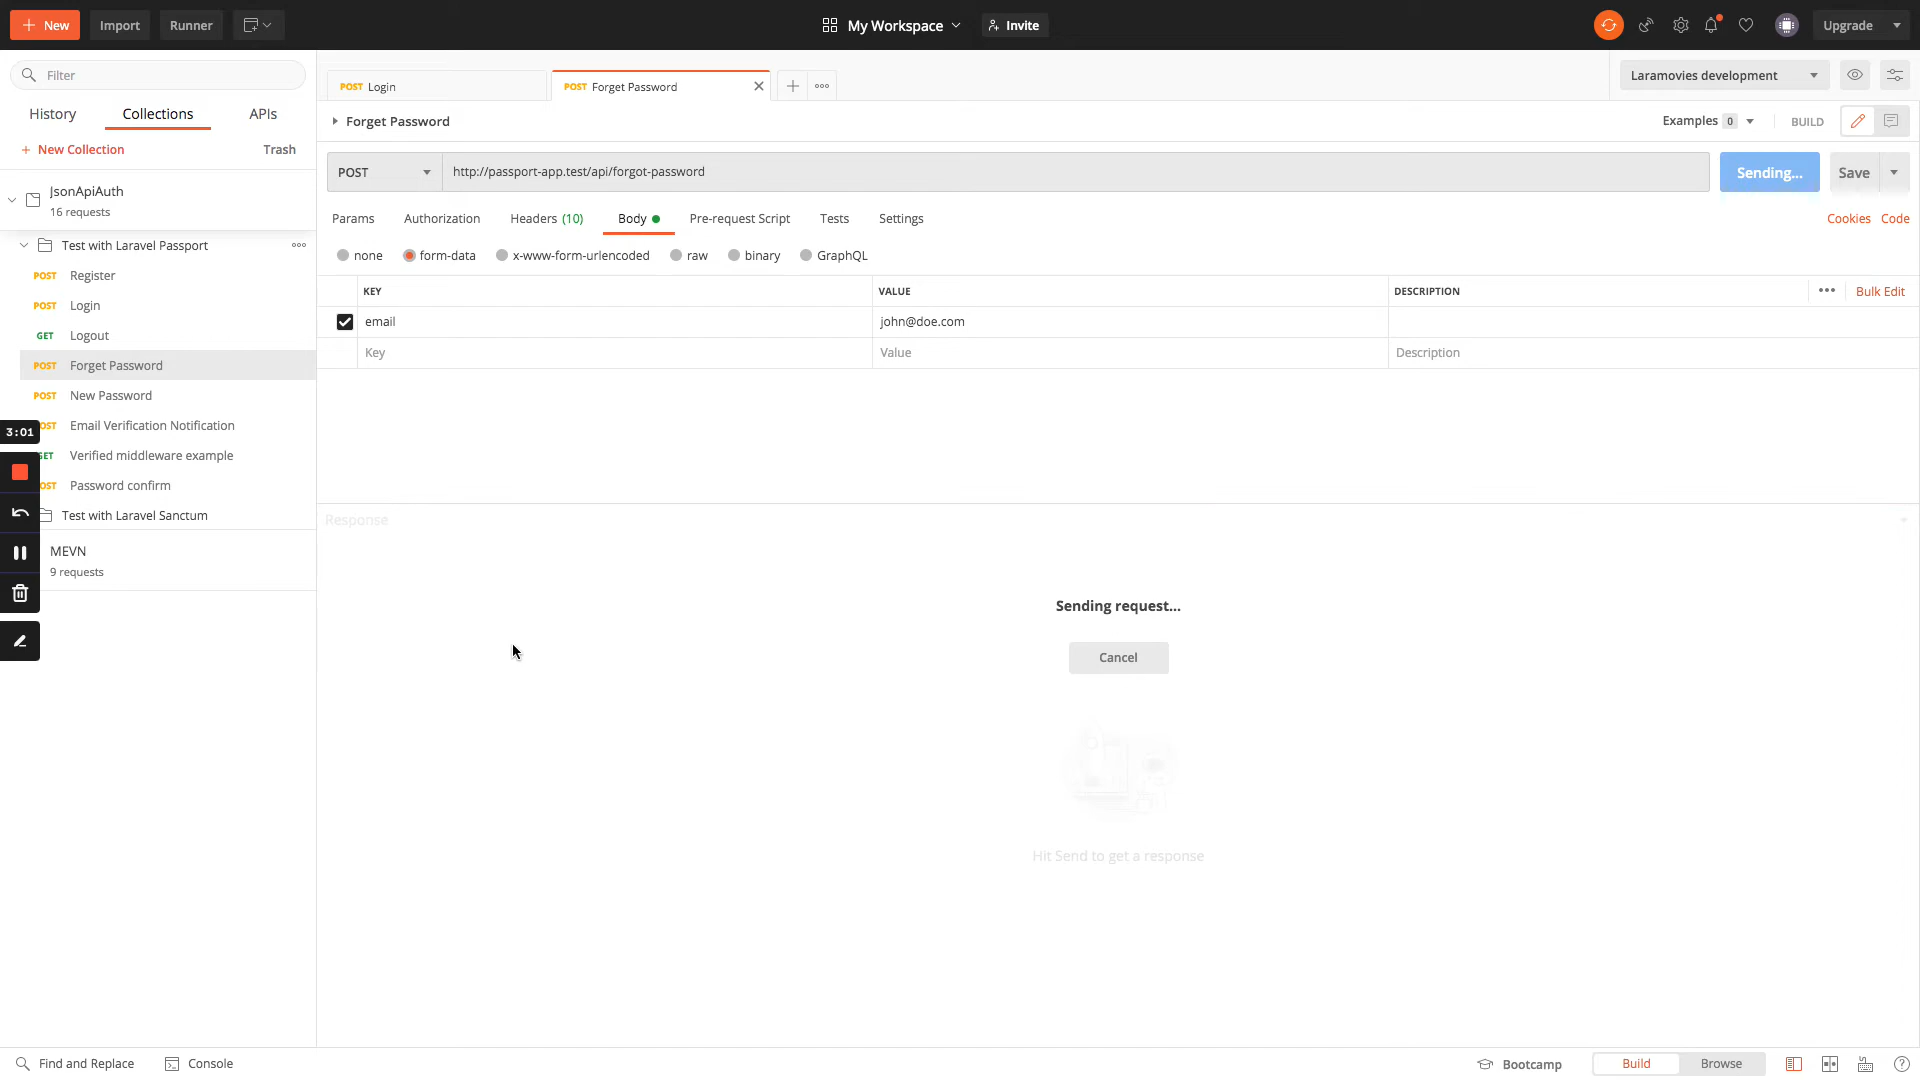 New
Import
Runner
My Workspace
Invite
Upgrade
Filter
History
Collections
APIs
New Collection
Trash
JsonApiAuth
16 requests
Test with Laravel Passport
POST Register
POST Login
GET Logout
POST Forget Password
POST New Password
OST Email Verification Notification
GET Verified middleware example
OST Password confirm
Test with Laravel Sanctum
MEVN
9 requests
3:01
POST Login
POST Forget Password
Laramovies development
Forget Password
Examples 0
BUILD
POST
http://passport-app.test/api/forgot-password
Sending...
Save
Params
Authorization
Headers (10)
Body
Pre-request Script
Tests
Settings
Cookies
Code
none
form-data
x-www-form-urlencoded
raw
binary
GraphQL
KEY
VALUE
DESCRIPTION
Bulk Edit
email
john@doe.com
Key
Value
Description
Response
Sending request...
Cancel
Hit Send to get a response
Find and Replace
Console
Bootcamp
Build
Browse